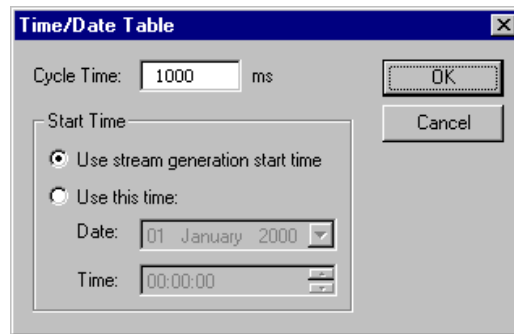 Time/Date Table
Cycle Time: 1000 ms
OK
Cancel
Start Time
Use stream generation start time
Use this time:
Date: 01 January 2000
Time: 00:00:00